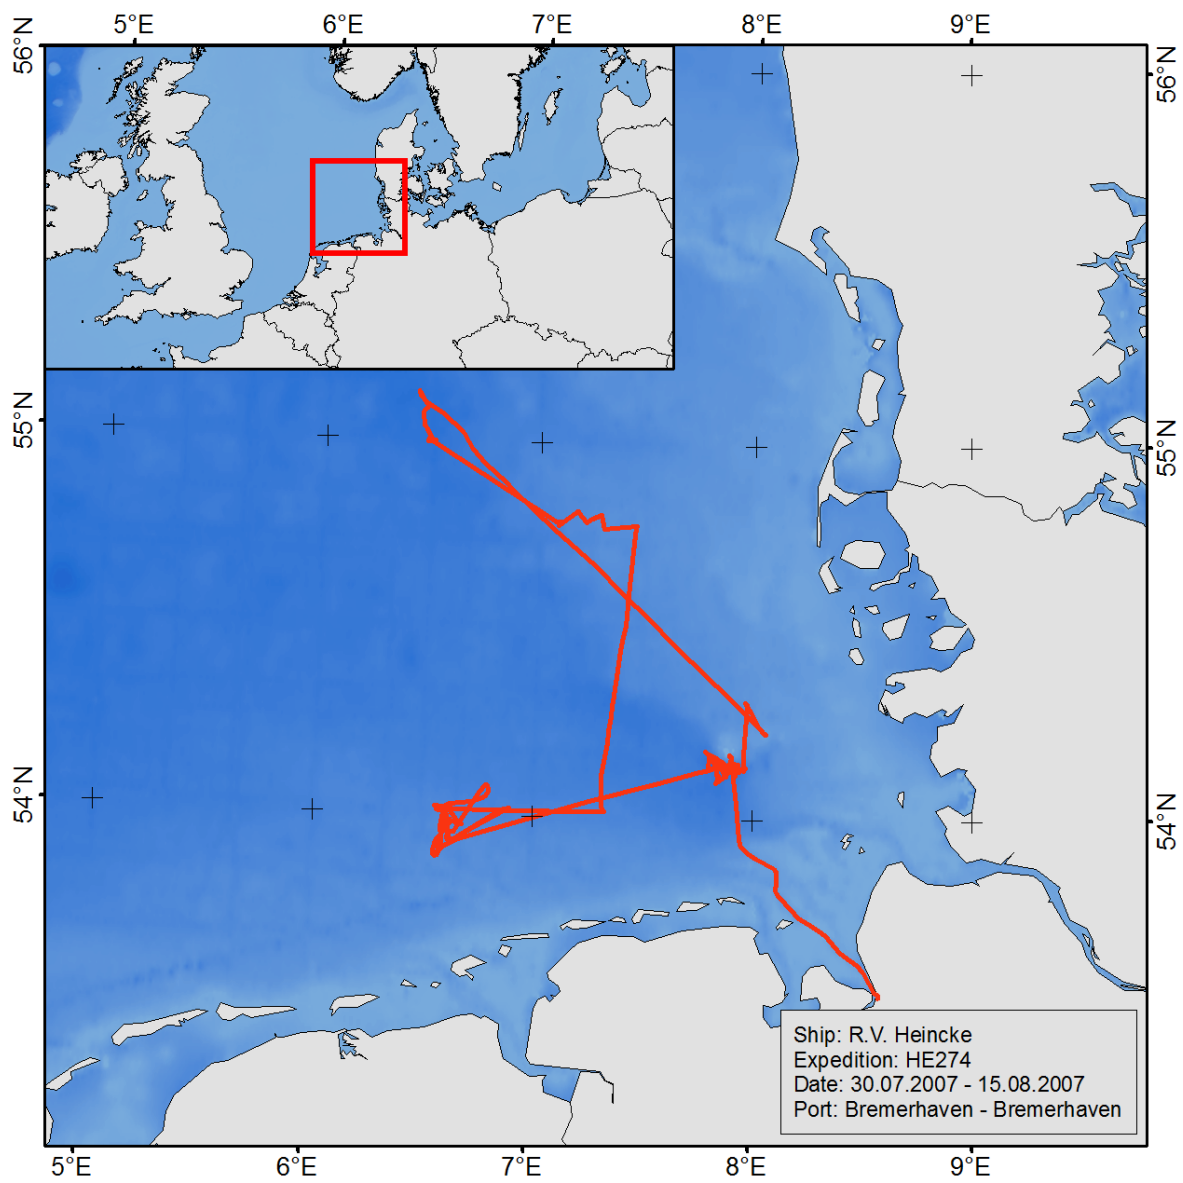 5°E 6°E 7°E 8°E 9°E
56°N 56°N
55°N 55°N
54°N 54°N
Ship: R.V. Heincke
Expedition: HE274
Date: 30.07.2007 - 15.08.2007
Port: Bremerhaven - Bremerhaven
5°E 6°E 7°E 8°E 9°E